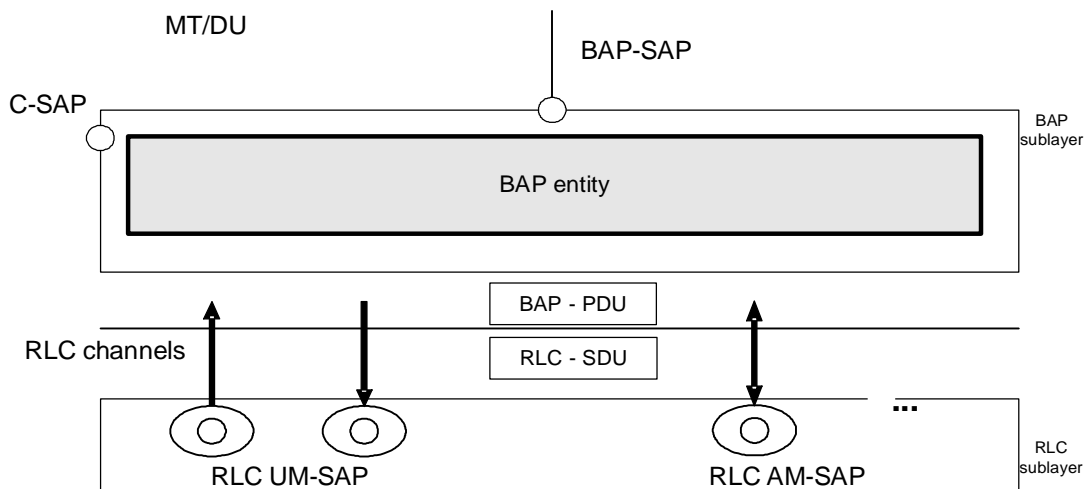 MT/DU
BAP-SAP
C-SAP
BAP
sublayer
BAP entity
BAP - PDU
RLC channels
RLC - SDU
...
RLC UM-SAP
RLC AM-SAP
RLC
sublayer